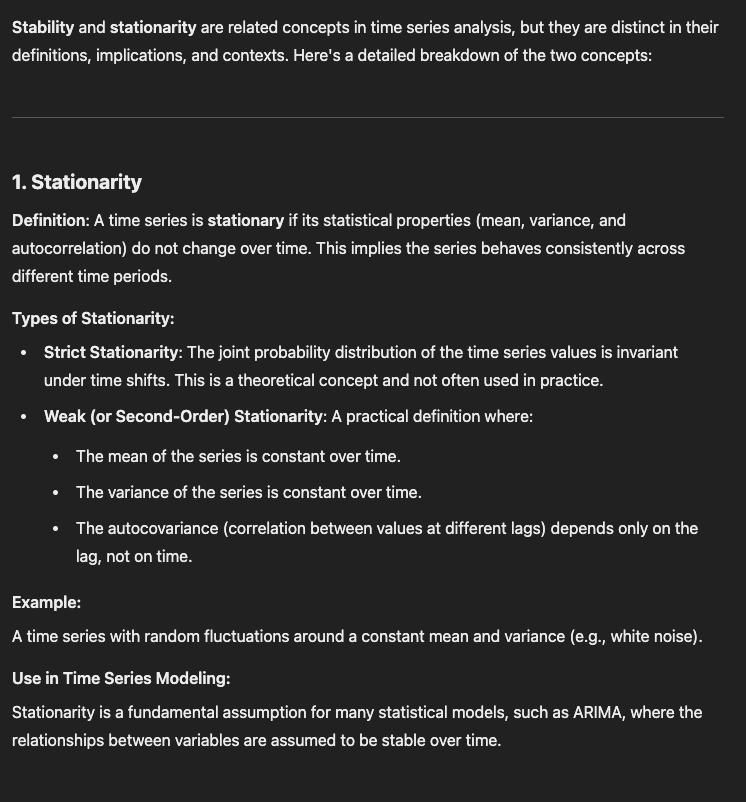 Stability and stationarity are related concepts in time series analysis, but they are distinct in their
definitions, implications, and contexts. Here's a detailed breakdown of the two concepts:
1. Stationarity
Definition: A time series is stationary if its statistical properties (mean, variance, and
autocorrelation) do not change over time. This implies the series behaves consistently across
different time periods.
Types of Stationarity:
• Strict Stationarity: The joint probability distribution of the time series values is invariant
under time shifts. This is a theoretical concept and not often used in practice.
• Weak (or Second-Order) Stationarity: A practical definition where:
• The mean of the series is constant over time.
• The variance of the series is constant over time.
• The autocovariance (correlation between values at different lags) depends only on the
lag, not on time.
Example:
A time series with random fluctuations around a constant mean and variance (e.g., white noise).
Use in Time Series Modeling:
Stationarity is a fundamental assumption for many statistical models, such as ARIMA, where the
relationships between variables are assumed to be stable over time.